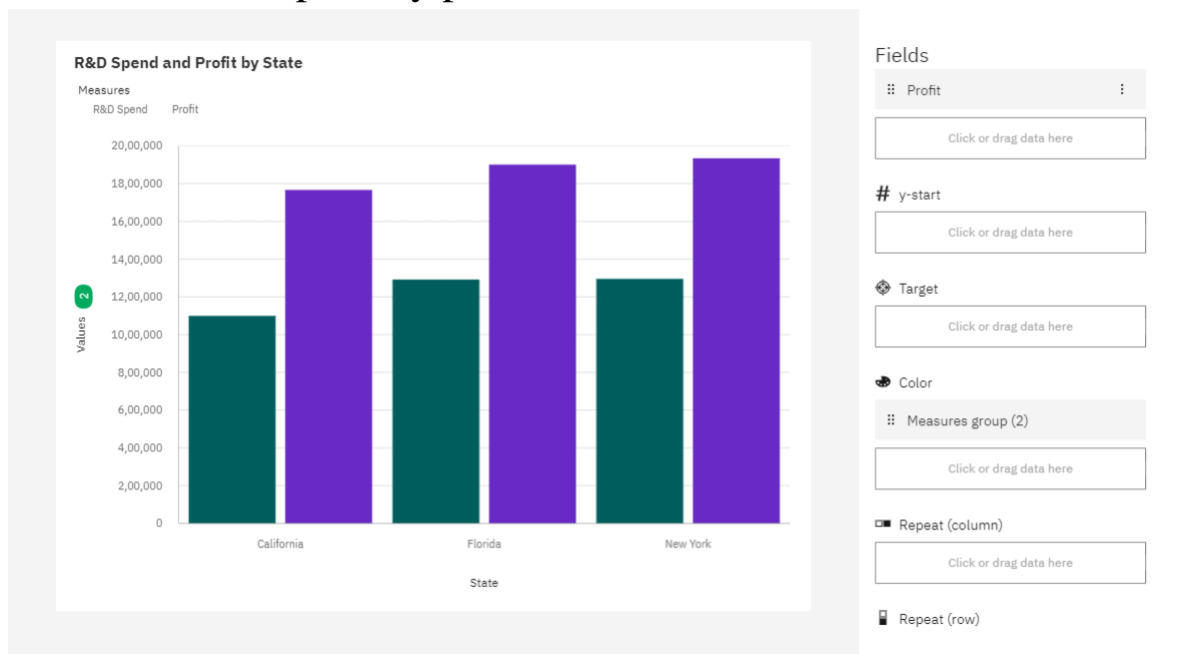 R&D Spend and Profit by State
Measures
R&D Spend Profit
20,00,000
18,00,000
16,00,000
14,00,000
12,00,000
10,00,000
8,00,000
6,00,000
4,00,000
2,00,000
0
Values 2
California Florida New York
State
Fields
Profit
Click or drag data here
# y-start
Click or drag data here
Target
Click or drag data here
Color
Measures group (2)
Click or drag data here
Repeat (column)
Click or drag data here
Repeat (row)